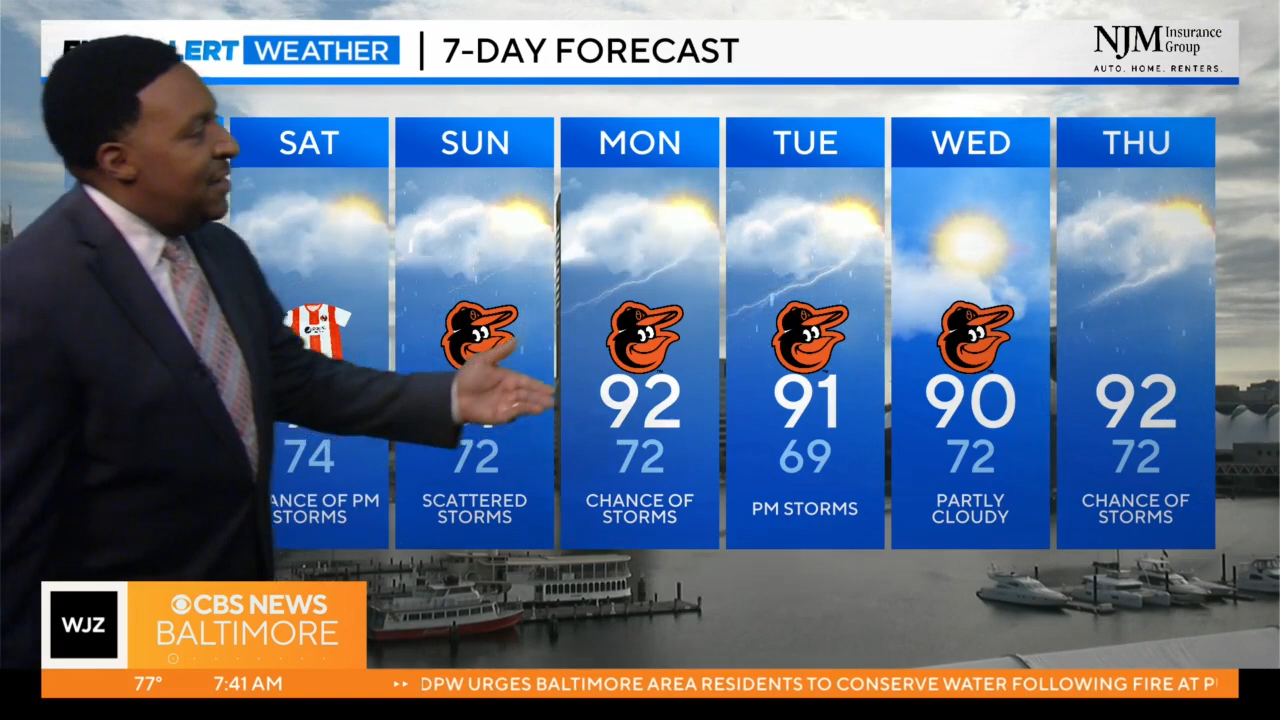 ALERT WEATHER | 7-DAY FORECAST
NJM Insurance Group
AUTO. HOME. RENTERS.
SAT SUN MON TUE WED THU
92 91 90 92
74 72 72 69 72 72
CHANCE OF PM STORMS
SCATTERED STORMS
CHANCE OF STORMS
PM STORMS
PARTLY CLOUDY
CHANCE OF STORMS
WJZ
CBS NEWS
BALTIMORE
77° 7:41 AM DPW URGES BALTIMORE AREA RESIDENTS TO CONSERVE WATER FOLLOWING FIRE AT